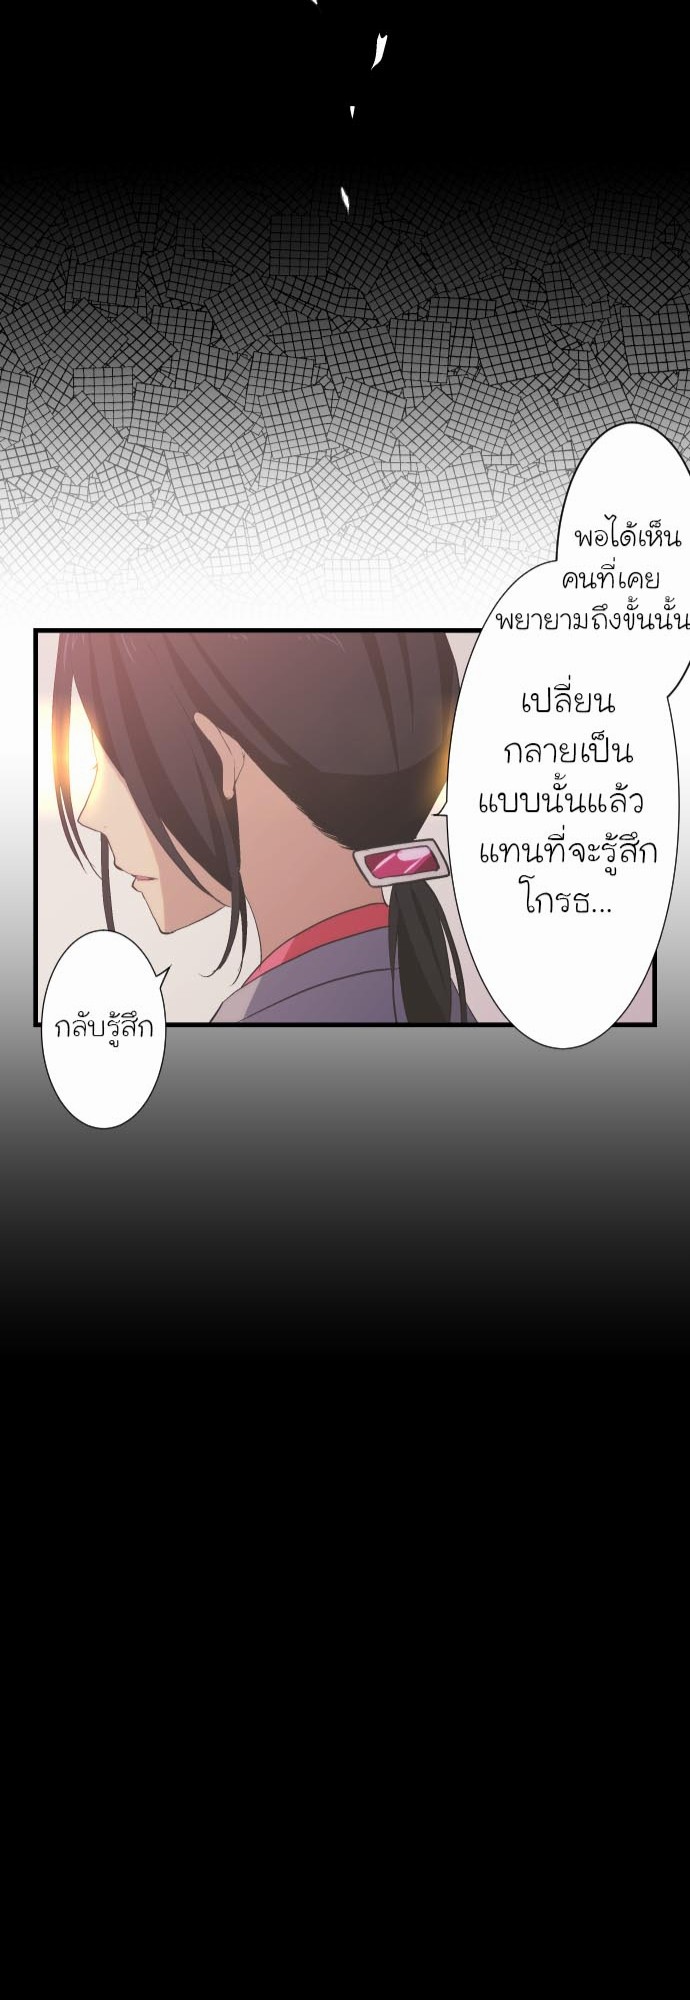 พอได้เห็น
คนที่เคย
พยายามถึงขั้นนั้น
เปลี่ยน
กลายเป็น
แบบนั้นแล้ว
แทนที่จะรู้สึก
โกรธ...
กลับรู้สึก